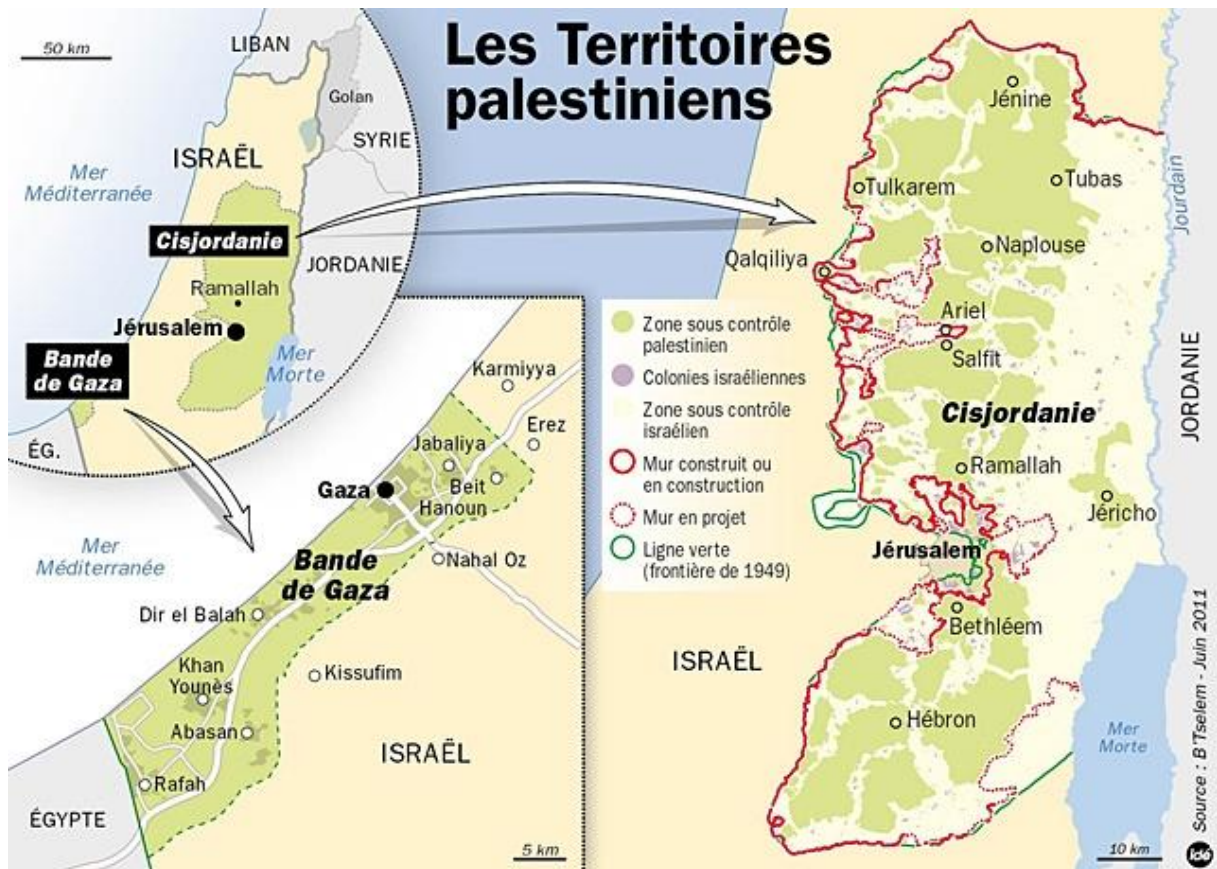 Les Territoires
palestiniens
50 km
LIBAN
Golan
SYRIE
ISRAËL
Mer
Méditerranée
Cisjordanie
JORDANIE
Ramallah
Jérusalem
Bande
de Gaza
Mer
Morte
ÉG.
Karmiyya
Erez
Jabaliya
Gaza
Beit
Hanoun
Mer
Méditerranée
Bande
de Gaza
Nahal Oz
Dir el Balah
Khan
Younès
Kissufim
Abasan
ISRAËL
Rafah
ÉGYPTE
5 km
Zone sous contrôle
palestinien
Colonies israéliennes
Zone sous contrôle
israélien
Mur construit ou
en construction
Mur en projet
Ligne verte
(frontière de 1949)
Jénine
Tulkarem
Tubas
Jourdain
Qalqiliya
Naplouse
Ariel
Salfit
Cisjordanie
JORDANIE
Ramallah
Jéricho
Jérusalem
Bethléem
ISRAËL
Hébron
Mer
Morte
10 km
Source : B'Tselem - Juin 2011
idé